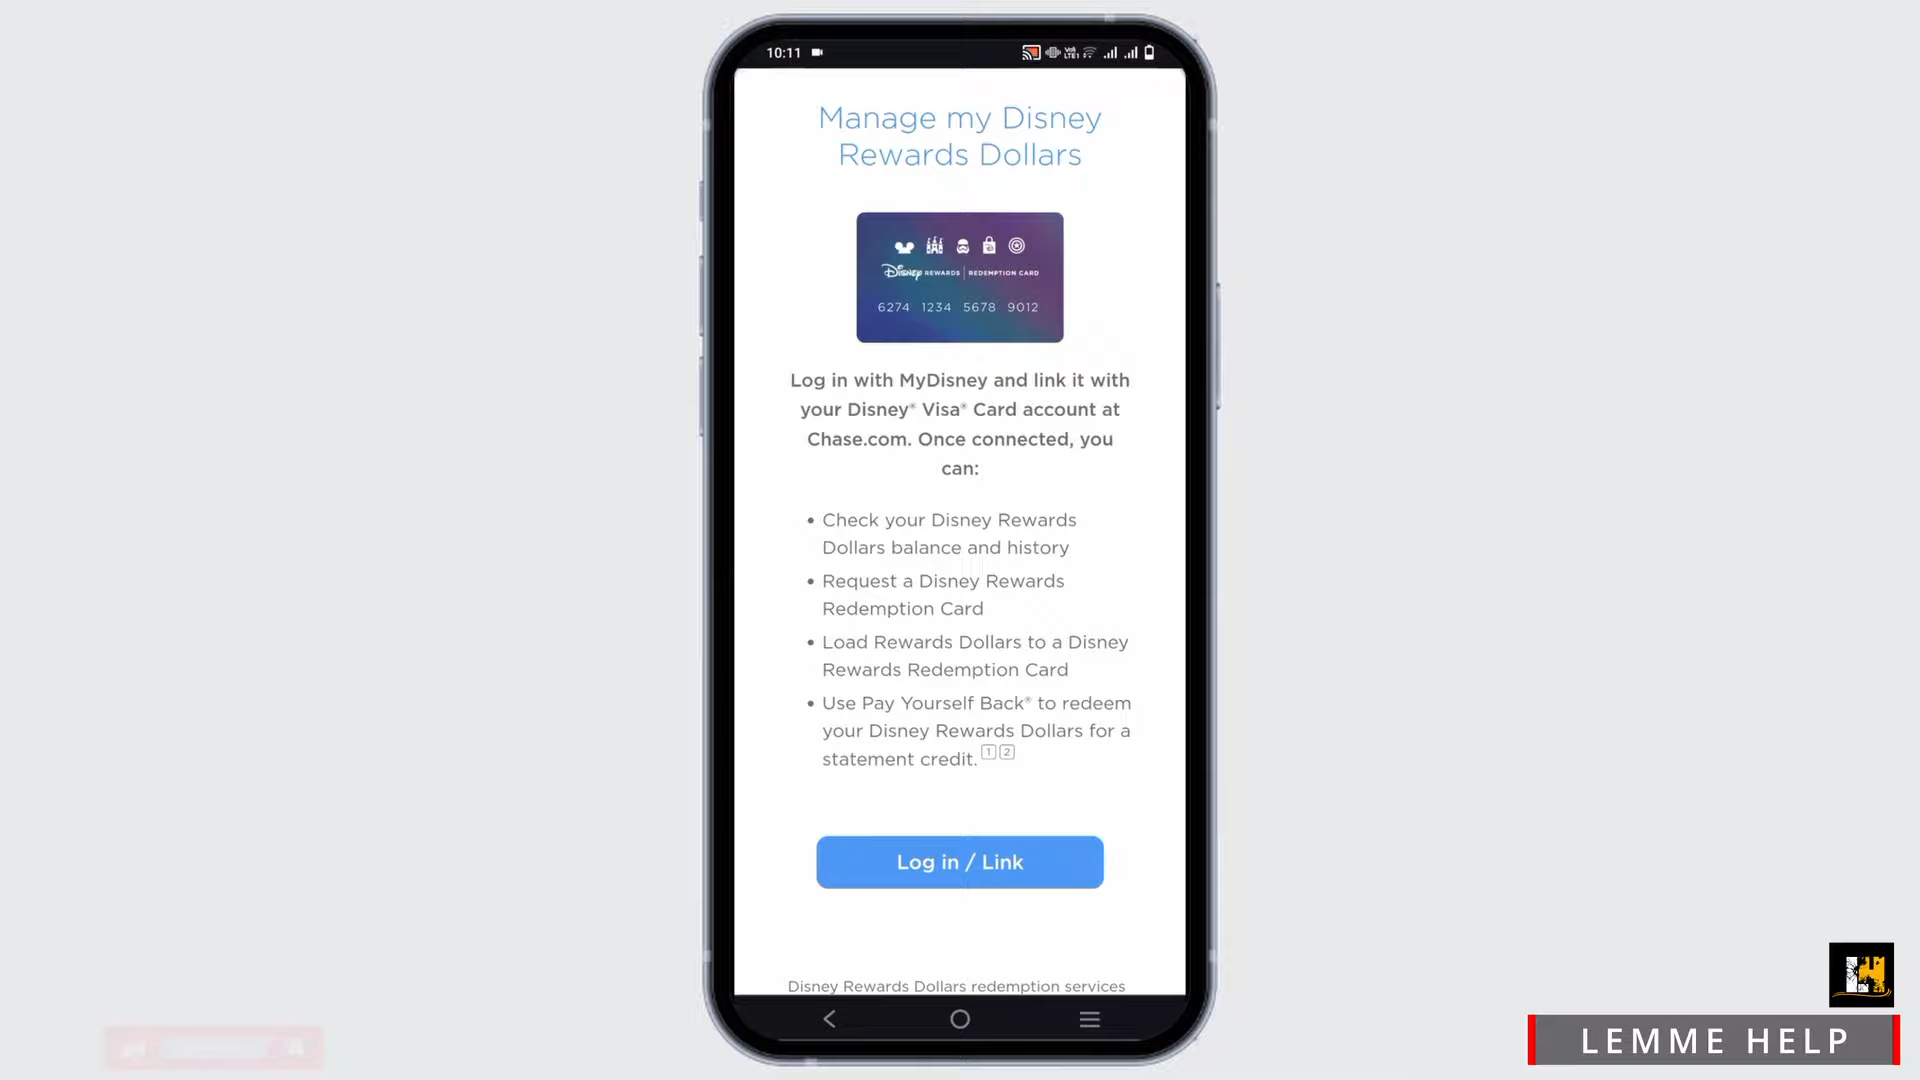 10:11
Manage my Disney
Rewards Dollars
Disney REWARDS | REDEMPTION CARD
6274 1234 5678 9012
Log in with MyDisney and link it with
your Disney® Visa® Card account at
Chase.com. Once connected, you
can:
• Check your Disney Rewards
Dollars balance and history
• Request a Disney Rewards
Redemption Card
• Load Rewards Dollars to a Disney
Rewards Redemption Card
• Use Pay Yourself Back® to redeem
your Disney Rewards Dollars for a
statement credit. 1 2
Log in / Link
Disney Rewards Dollars redemption services
LEMME HELP